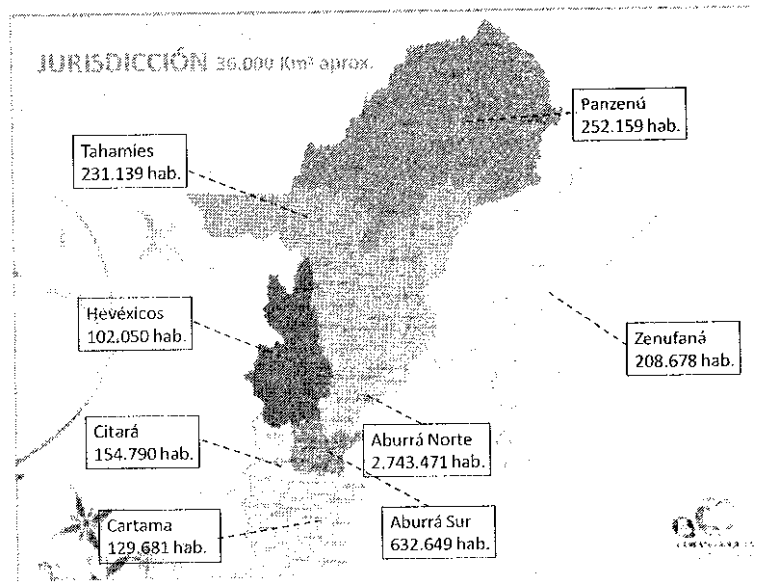 JURISDICCIÓN 36.000 Km² aprox.
Panzenú
252.159 hab.
Tahamíes
231.139 hab.
Hevéxicos
102.050 hab.
Zenufaná
208.678 hab.
Citará
154.790 hab.
Aburrá Norte
2.743.471 hab.
Cartama
129.681 hab.
Aburrá Sur
632.649 hab.